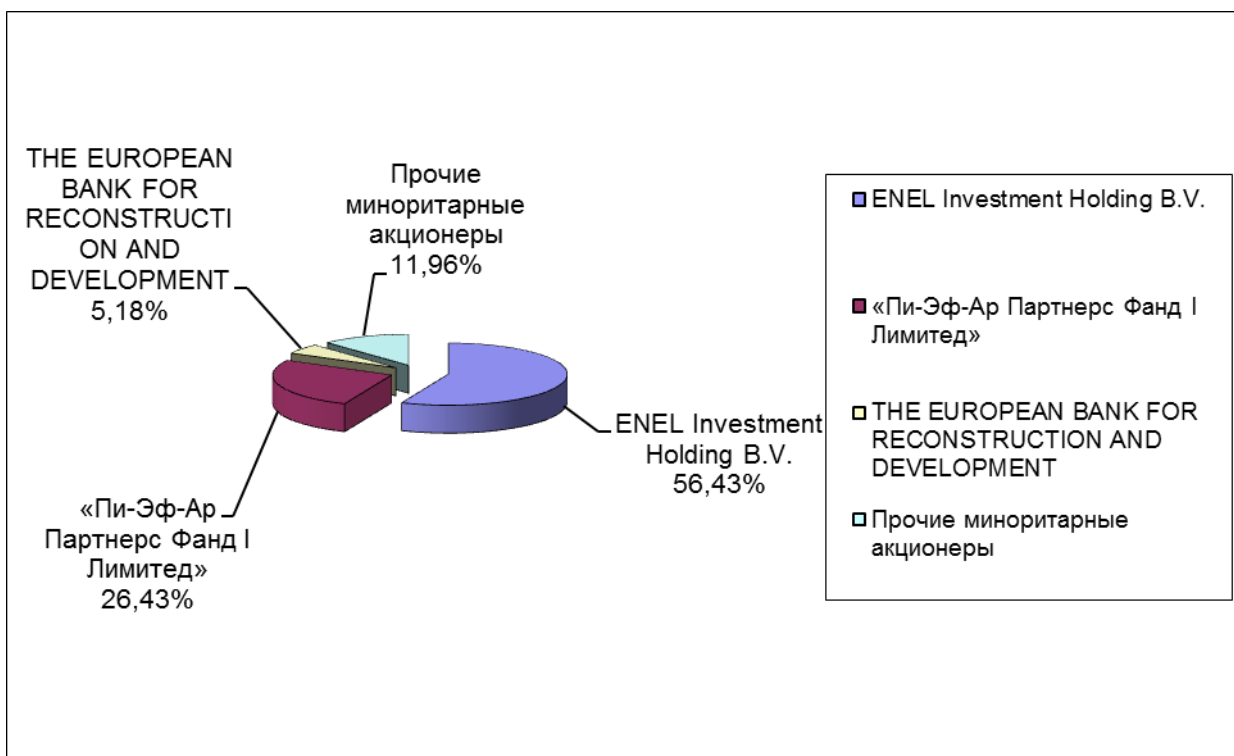 THE EUROPEAN
BANK FOR
RECONSTRUCTI
ON AND
DEVELOPMENT
5,18%
Прочие
миноритарные
акционеры
11,96%
ENEL Investment
Holding B.V.
56,43%
«Пи-Эф-Ар
Партнерс Фанд I
Лимитед»
26,43%
ENEL Investment Holding B.V.
«Пи-Эф-Ар Партнерс Фанд I
Лимитед»
THE EUROPEAN BANK FOR
RECONSTRUCTION AND
DEVELOPMENT
Прочие миноритарные
акционеры